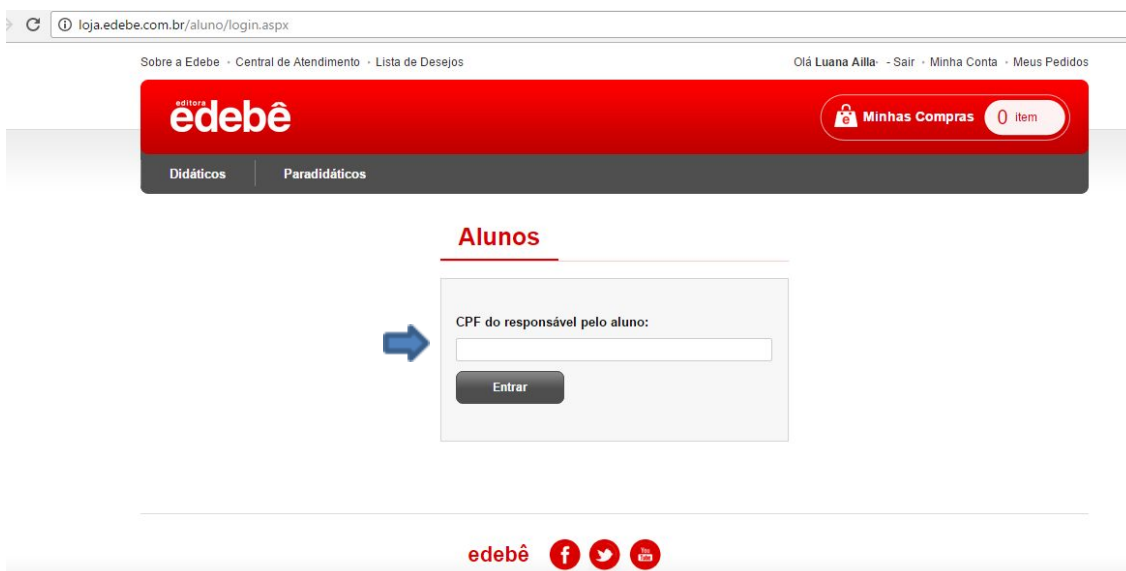 loja.edebe.com.br/aluno/login.aspx
Sobre a Edebe · Central de Atendimento · Lista de Desejos
Olá Luana Ailla· - Sair · Minha Conta · Meus Pedidos
editora
edebê
e
Minhas Compras
0 item
Didáticos
Paradidáticos
Alunos
CPF do responsável pelo aluno:
Entrar
edebê
f
You
Tube